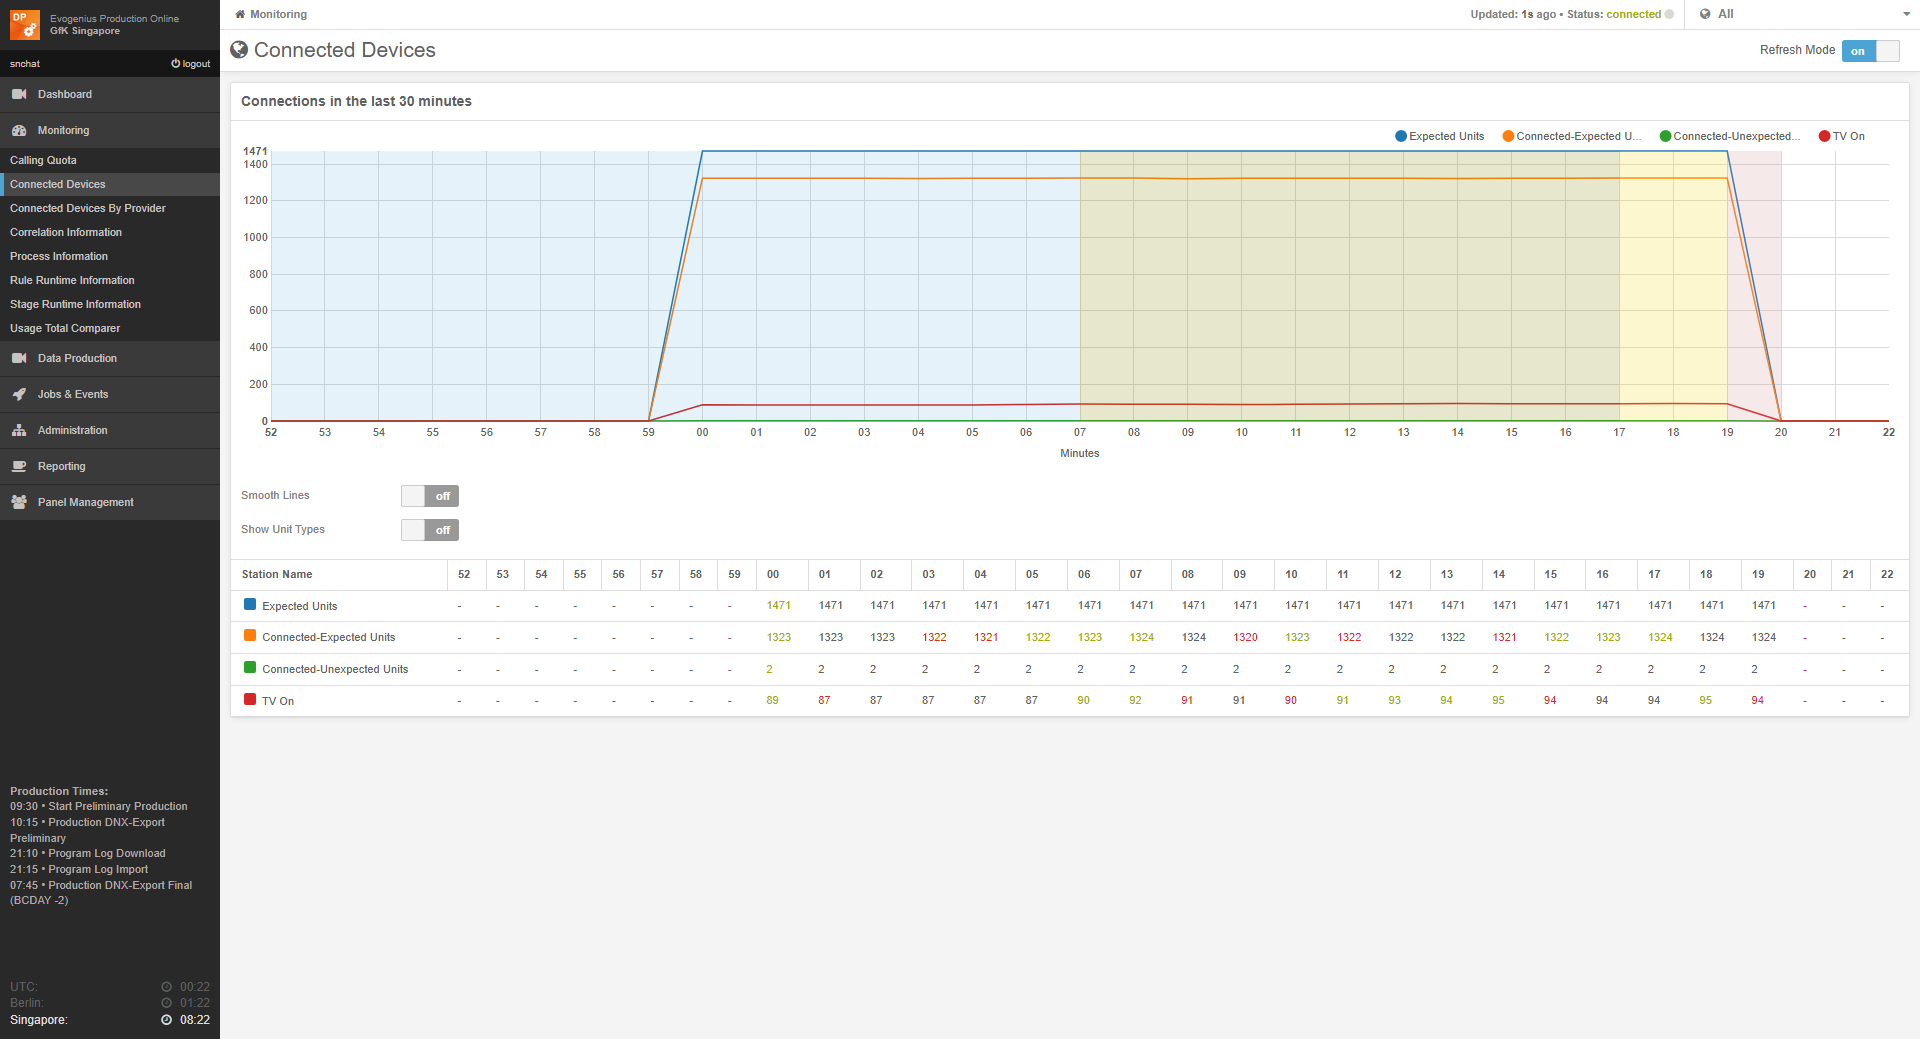 DP
Evogenius Production Online
GfK Singapore
snchat
logout
Dashboard
Monitoring
Calling Quota
Connected Devices
Connected Devices By Provider
Correlation Information
Process Information
Rule Runtime Information
Stage Runtime Information
Usage Total Comparer
Data Production
Jobs & Events
Administration
Reporting
Panel Management
Production Times:
09:30 • Start Preliminary Production
10:15 • Production DNX-Export
Preliminary
21:10 • Program Log Download
21:15 • Program Log Import
07:45 • Production DNX-Export Final
(BCDAY -2)
UTC: 00:22
Berlin: 01:22
Singapore: 08:22
Monitoring
Updated: 1s ago • Status: connected
All
Connected Devices
Refresh Mode on
Connections in the last 30 minutes
Expected Units Connected-Expected U... Connected-Unexpected... TV On
1471
1400
1200
1000
800
600
400
200
0
52 53 54 55 56 57 58 59 00 01 02 03 04 05 06 07 08 09 10 11 12 13 14 15 16 17 18 19 20 21 22
Minutes
Smooth Lines off
Show Unit Types off
Station Name 52 53 54 55 56 57 58 59 00 01 02 03 04 05 06 07 08 09 10 11 12 13 14 15 16 17 18 19 20 21 22
Expected Units - - - - - - - - 1471 1471 1471 1471 1471 1471 1471 1471 1471 1471 1471 1471 1471 1471 1471 1471 1471 1471 1471 1471 - - -
Connected-Expected Units - - - - - - - - 1323 1323 1323 1322 1321 1322 1323 1324 1324 1320 1323 1322 1322 1322 1321 1322 1323 1324 1324 1324 - - -
Connected-Unexpected Units - - - - - - - - 2 2 2 2 2 2 2 2 2 2 2 2 2 2 2 2 2 2 2 2 - - -
TV On - - - - - - - - 89 87 87 87 87 87 90 92 91 91 90 91 93 94 95 94 94 94 95 94 - - -